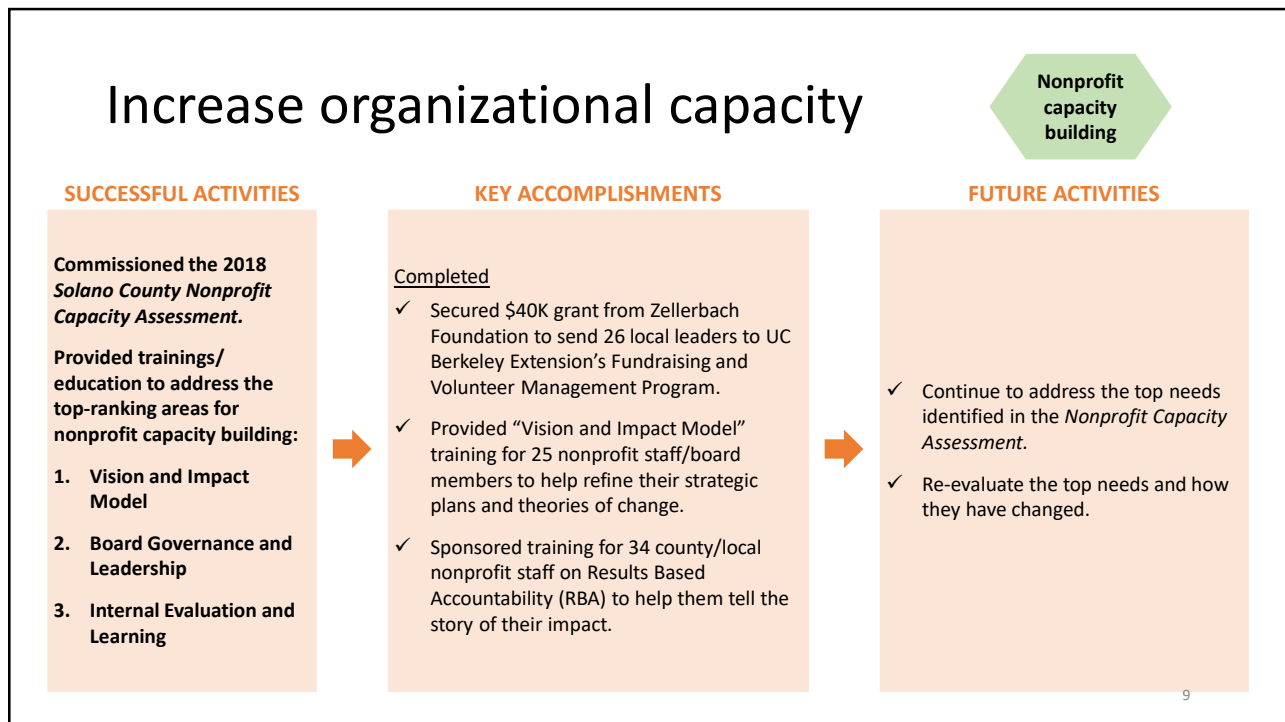 Increase organizational capacity
Nonprofit
capacity
building
SUCCESSFUL ACTIVITIES
Commissioned the 2018
Solano County Nonprofit
Capacity Assessment.
Provided trainings/
education to address the
top-ranking areas for
nonprofit capacity building:
1. Vision and Impact
Model
2. Board Governance and
Leadership
3. Internal Evaluation and
Learning
KEY ACCOMPLISHMENTS
Completed
✓ Secured $40K grant from Zellerbach
Foundation to send 26 local leaders to UC
Berkeley Extension’s Fundraising and
Volunteer Management Program.
✓ Provided “Vision and Impact Model”
training for 25 nonprofit staff/board
members to help refine their strategic
plans and theories of change.
✓ Sponsored training for 34 county/local
nonprofit staff on Results Based
Accountability (RBA) to help them tell the
story of their impact.
FUTURE ACTIVITIES
✓ Continue to address the top needs
identified in the Nonprofit Capacity
Assessment.
✓ Re-evaluate the top needs and how
they have changed.
9